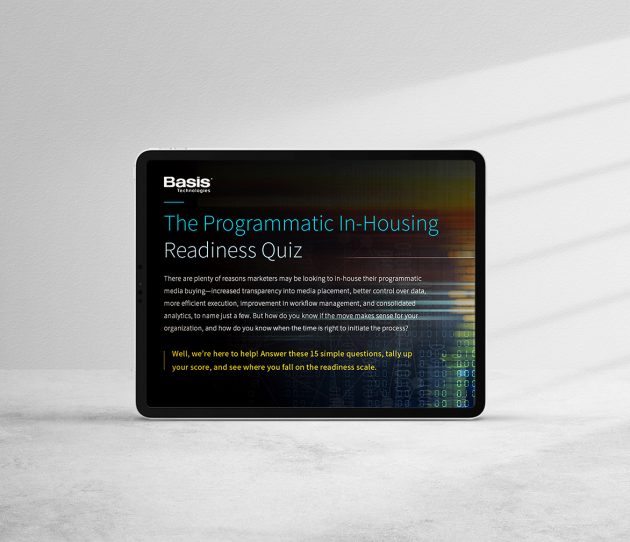 Basis
Technologies
The Programmatic In-Housing
Readiness Quiz
There are plenty of reasons marketers may be looking to in-house their programmatic
media buying—increased transparency into media placement, better control over data,
more efficient execution, improvement in workflow management, and consolidated
analytics, to name just a few. But how do you know if the move makes sense for your
organization, and how do you know when the time is right to initiate the process?
Well, we're here to help! Answer these 15 simple questions, tally up
your score, and see where you fall on the readiness scale.